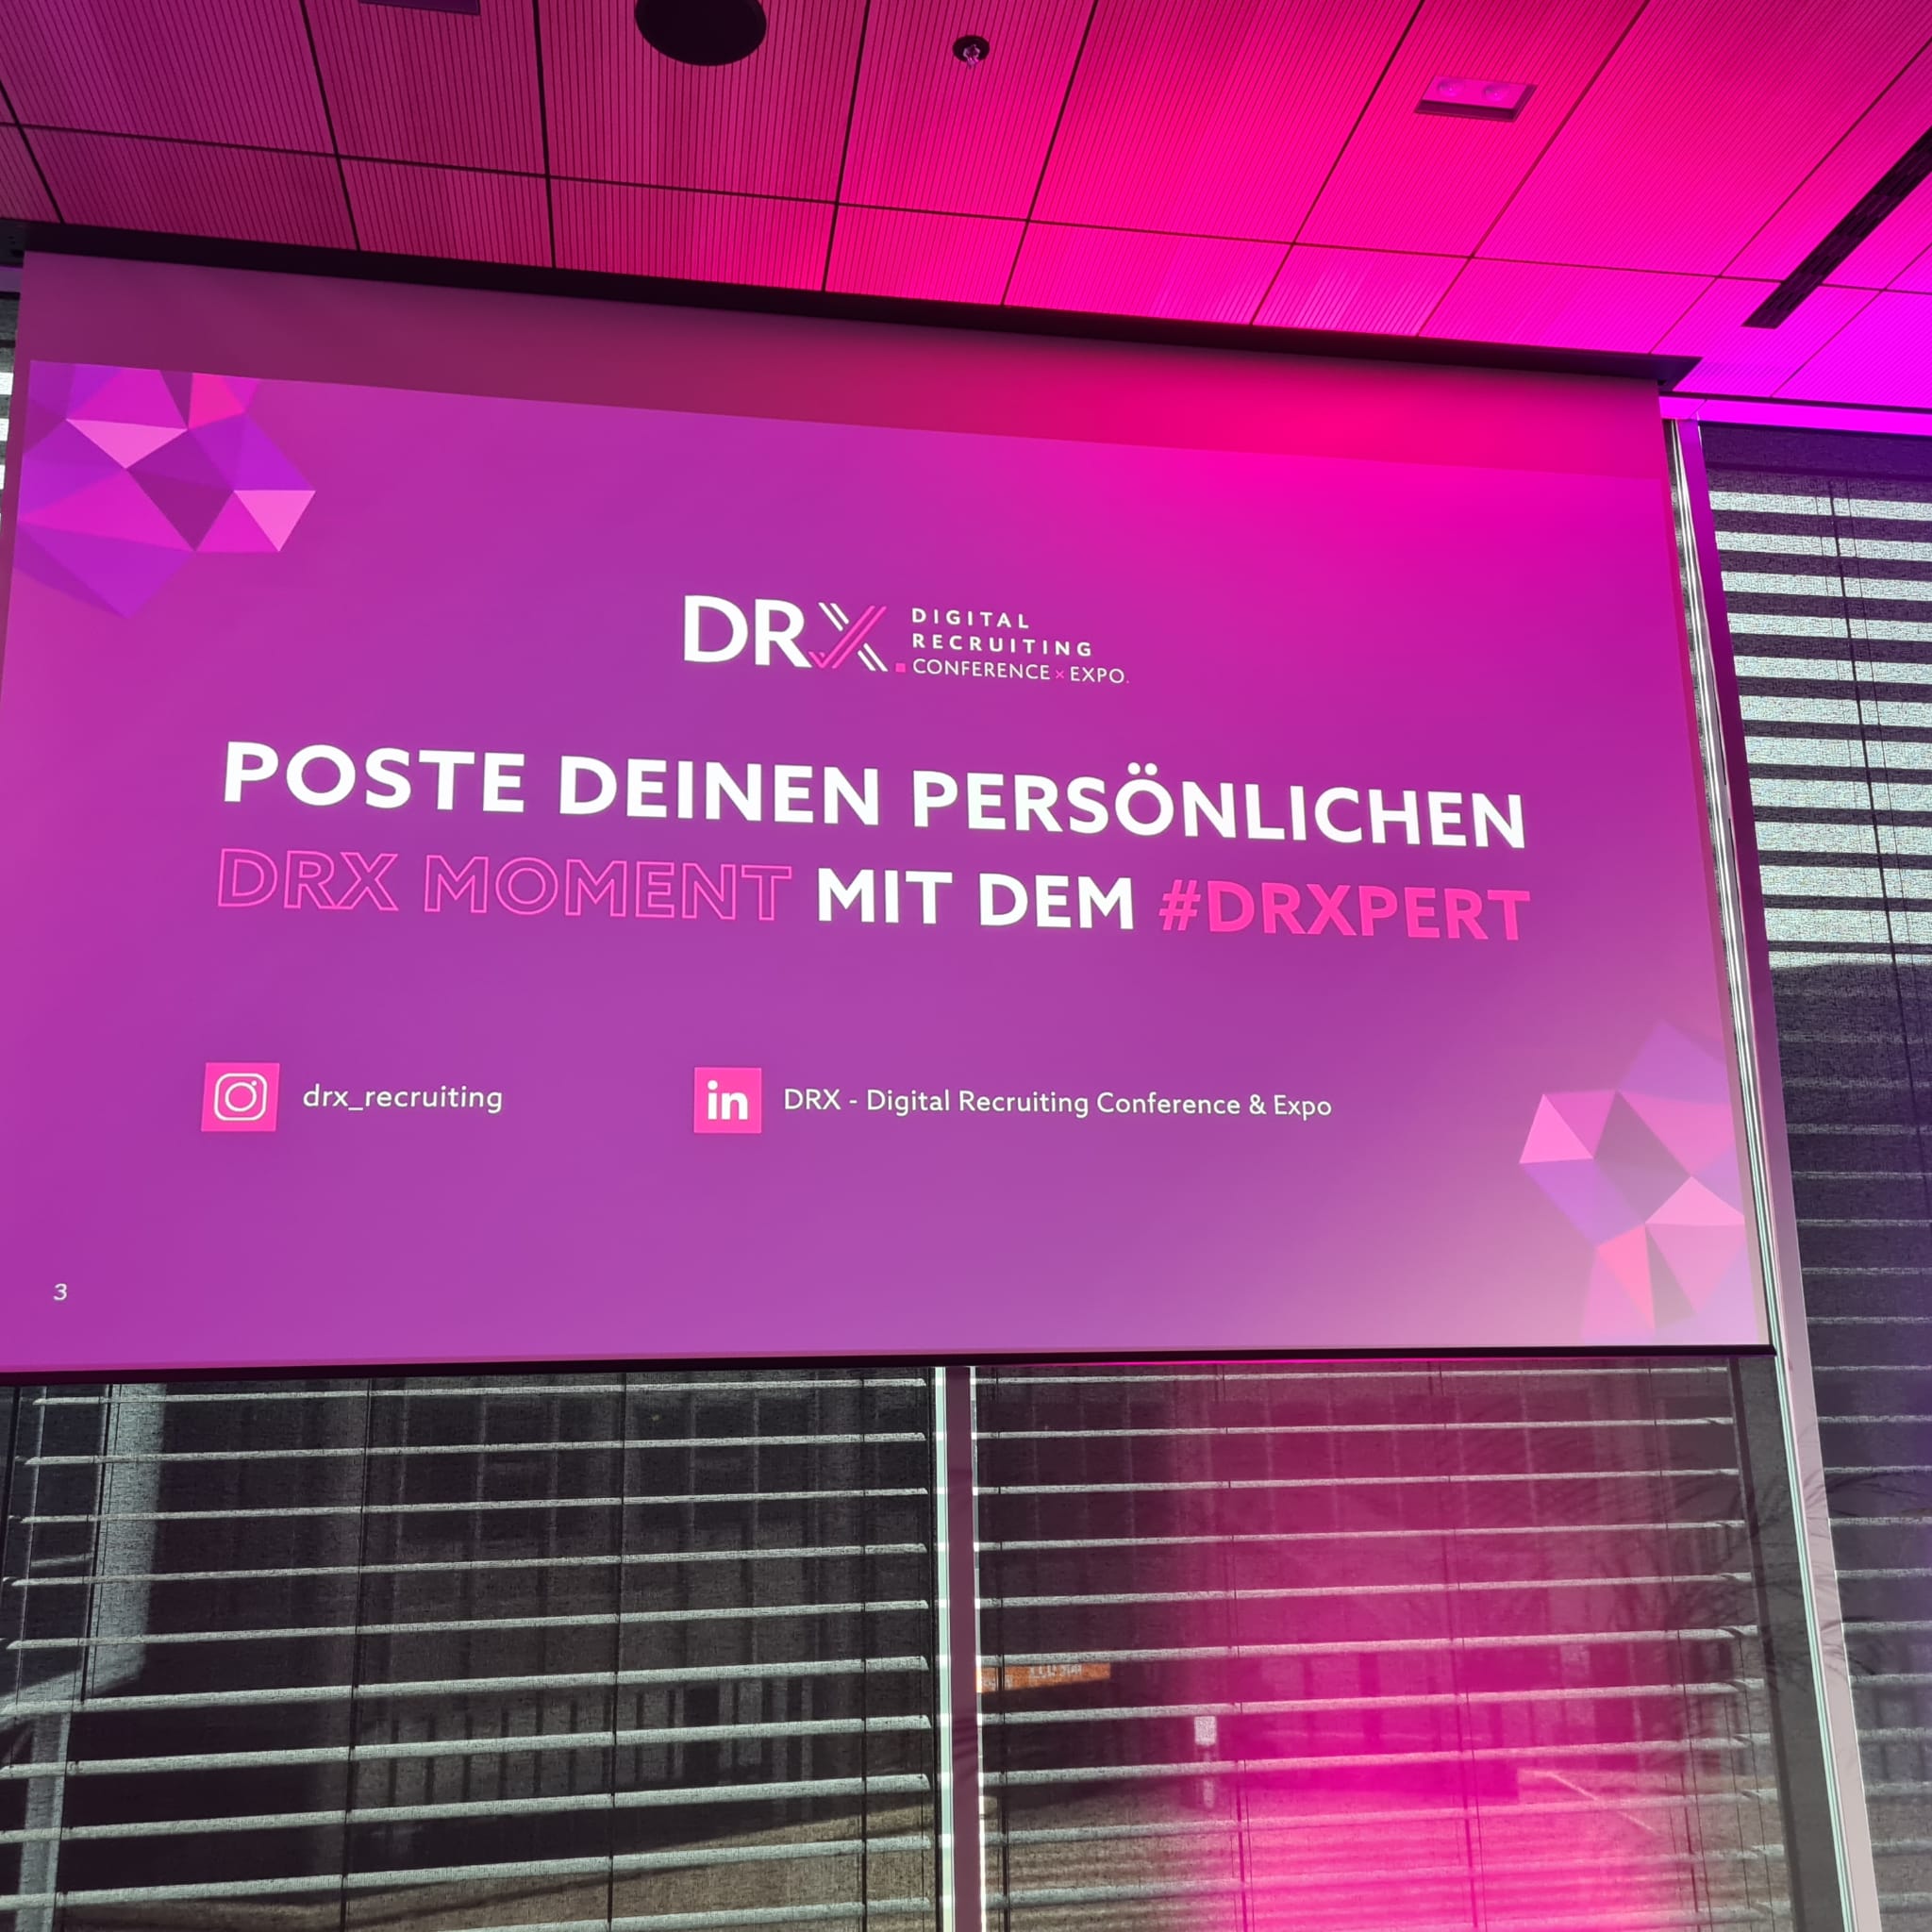 DRX
DIGITAL
RECRUITING
CONFERENCE × EXPO.
POSTE DEINEN PERSÖNLICHEN
DRX MOMENT MIT DEM #DRXPERT
drx_recruiting
in DRX - Digital Recruiting Conference & Expo
3